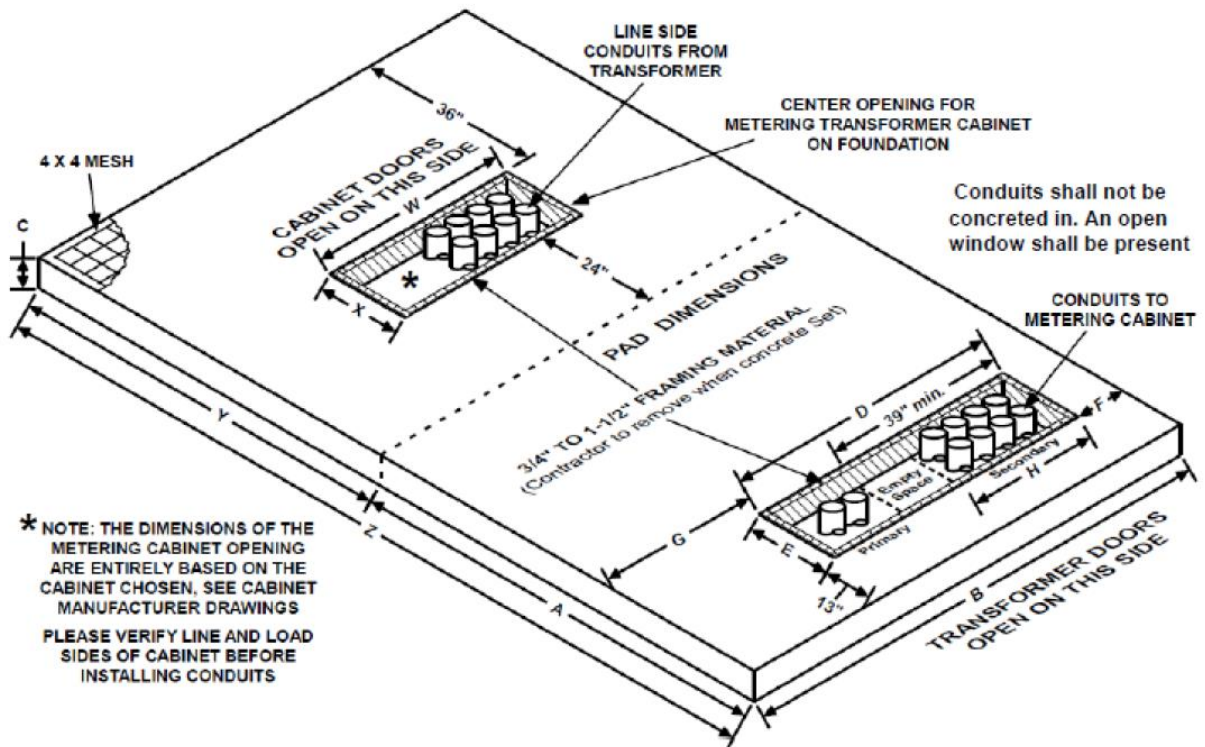 LINE SIDE
CONDUITS FROM
TRANSFORMER
36"
CENTER OPENING FOR
METERING TRANSFORMER CABINET
ON FOUNDATION
4 X 4 MESH
CABINET DOORS
OPEN ON THIS SIDE
W
Conduits shall not be
concreted in. An open
window shall be present
C
*
X
24"
PAD DIMENSIONS
CONDUITS TO
METERING CABINET
3/4" TO 1-1/2" FRAMING MATERIAL
(Contractor to remove when concrete Set)
D
39" min.
F
Y
Secondary
H
Empty
Space
Primary
G
E
13"
Z
A
B
TRANSFORMER DOORS
OPEN ON THIS SIDE
* NOTE: THE DIMENSIONS OF THE
METERING CABINET OPENING
ARE ENTIRELY BASED ON THE
CABINET CHOSEN, SEE CABINET
MANUFACTURER DRAWINGS
PLEASE VERIFY LINE AND LOAD
SIDES OF CABINET BEFORE
INSTALLING CONDUITS